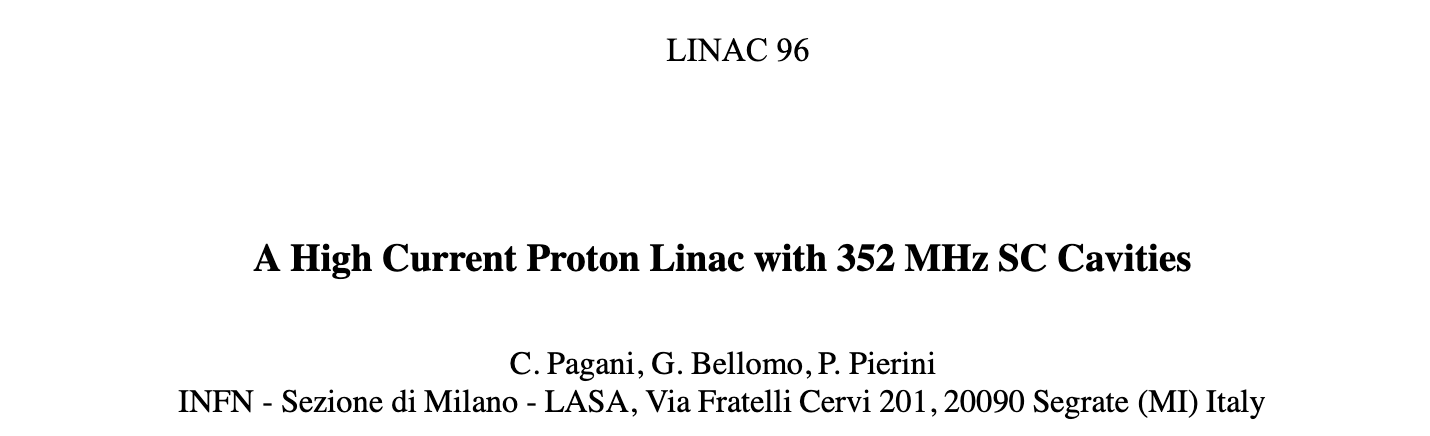 LINAC 96
A High Current Proton Linac with 352 MHz SC Cavities
C. Pagani, G. Bellomo, P. Pierini
INFN - Sezione di Milano - LASA, Via Fratelli Cervi 201, 20090 Segrate (MI) Italy